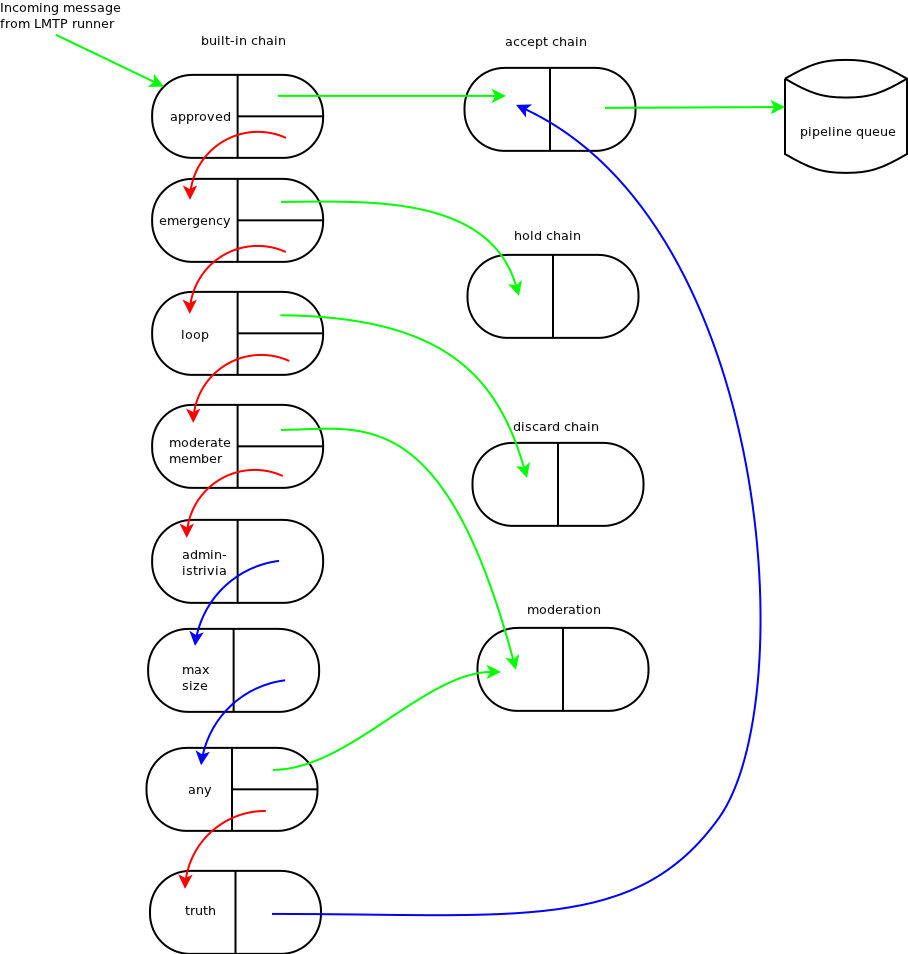 Incoming message
from LMTP runner
built-in chain
accept chain
approved
pipeline queue
emergency
hold chain
loop
discard chain
moderate
member
admin-
istrivia
moderation
max
size
any
truth